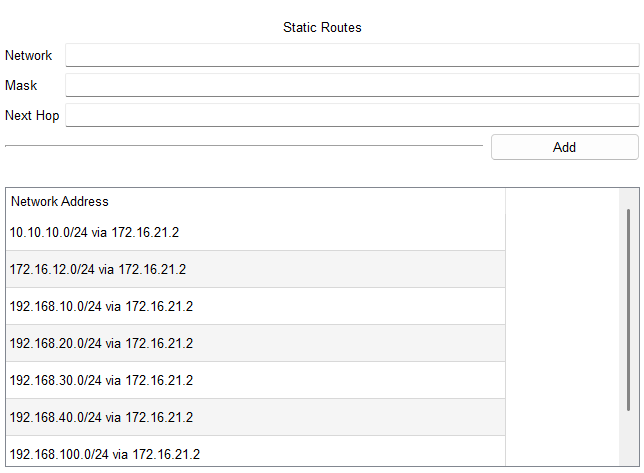 Static Routes
Network
Mask
Next Hop
Add
Network Address
10.10.10.0/24 via 172.16.21.2
172.16.12.0/24 via 172.16.21.2
192.168.10.0/24 via 172.16.21.2
192.168.20.0/24 via 172.16.21.2
192.168.30.0/24 via 172.16.21.2
192.168.40.0/24 via 172.16.21.2
192.168.100.0/24 via 172.16.21.2